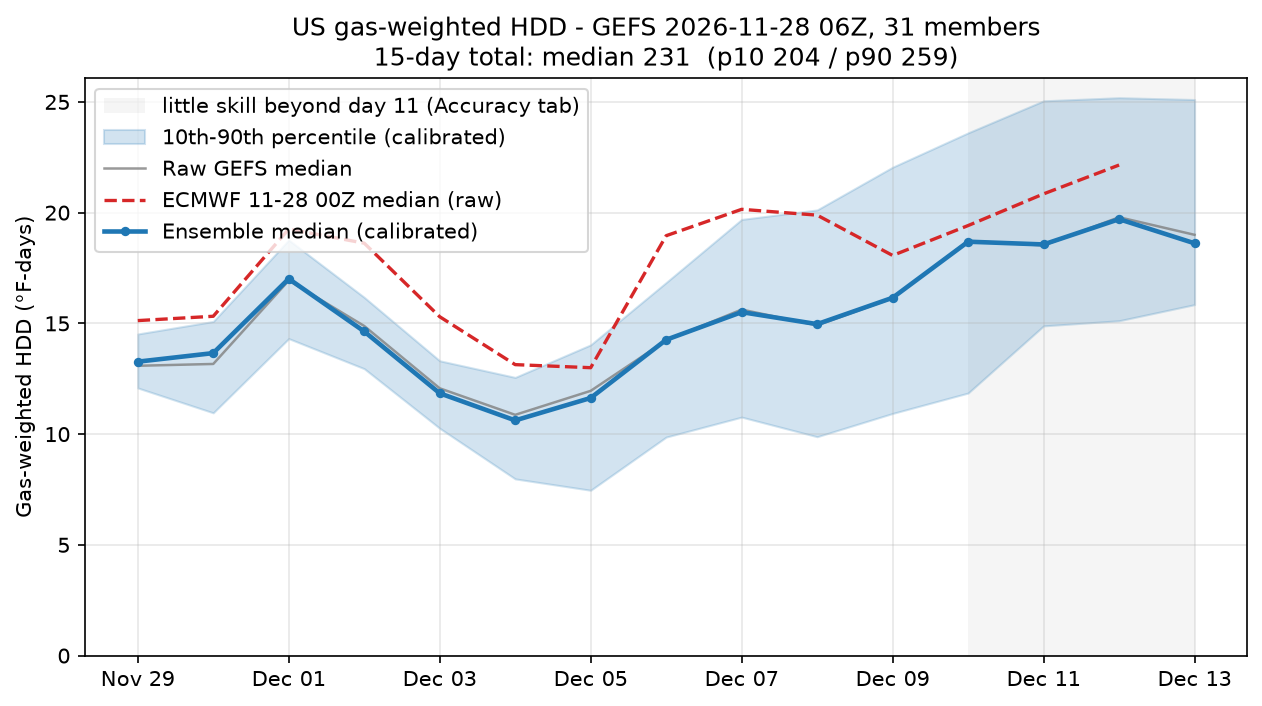 US gas-weighted HDD - GEFS 2026-11-28 06Z, 31 members
15-day total: median 231  (p10 204 / p90 259)
Gas-weighted HDD (°F-days)
25
20
15
10
5
0
little skill beyond day 11 (Accuracy tab)
10th-90th percentile (calibrated)
Raw GEFS median
ECMWF 11-28 00Z median (raw)
Ensemble median (calibrated)
Nov 29
Dec 01
Dec 03
Dec 05
Dec 07
Dec 09
Dec 11
Dec 13